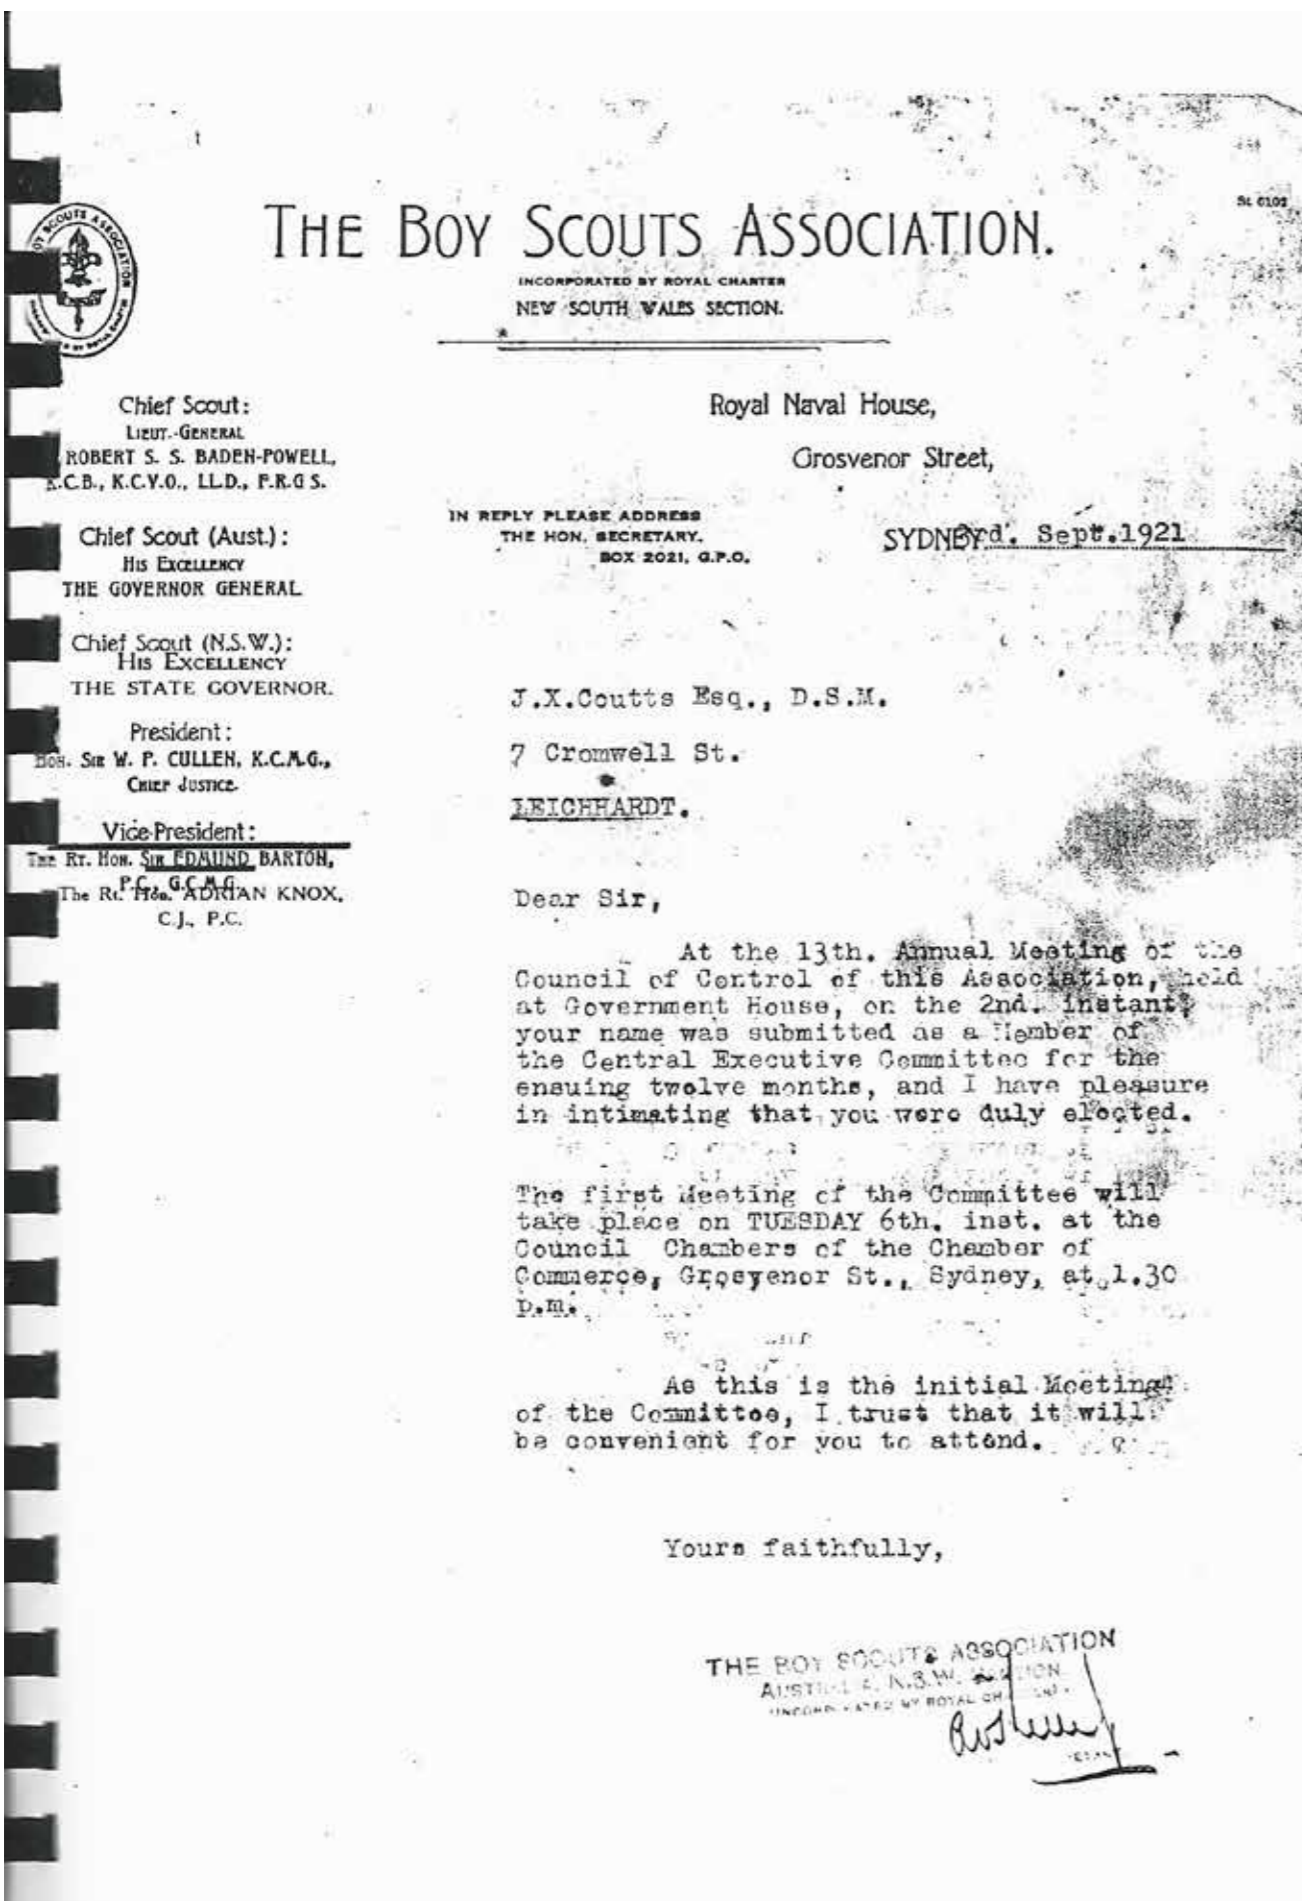 BOY SCOUTS ASSOCIATION
THE BOY SCOUTS ASSOCIATION.
INCORPORATED BY ROYAL CHARTER
NEW SOUTH WALES SECTION.
Chief Scout:
LIEUT.-GENERAL
ROBERT S. S. BADEN-POWELL,
K.C.B., K.C.V.O., LL.D., F.R.G S.
Chief Scout (Aust.):
HIS EXCELLENCY
THE GOVERNOR GENERAL
Chief Scout (N.S.W.):
HIS EXCELLENCY
THE STATE GOVERNOR.
President:
HON. SIR W. P. CULLEN, K.C.M.G.,
CHIEF JUSTICE.
Vice-President:
THE RT. HON. SIR EDMUND BARTON,
P.C., G.C.M.G.
The Rt. Hon. ADRIAN KNOX,
C.J., P.C.
Royal Naval House,
Grosvenor Street,
IN REPLY PLEASE ADDRESS
THE HON. SECRETARY.
BOX 2021, G.P.O.
SYDNEY rd. Sept.1921
J.X.Coutts Esq., D.S.M.
7 Cromwell St.
LEICHHARDT.
Dear Sir,
At the 13th. Annual Meeting of the
Council of Control of this Association, held
at Government House, on the 2nd. instant,
your name was submitted as a Member of
the Central Executive Committee for the
ensuing twelve months, and I have pleasure
in intimating that you were duly elected.
The first Meeting of the Committee will
take place on TUESDAY 6th. inst. at the
Council Chambers of the Chamber of
Commerce, Grosvenor St., Sydney, at 1.30
p.m.
As this is the initial Meeting
of the Committee, I trust that it will
be convenient for you to attend.
Yours faithfully,
THE BOY SCOUTS ASSOCIATION
N.S.W.
INCORPORATED BY ROYAL